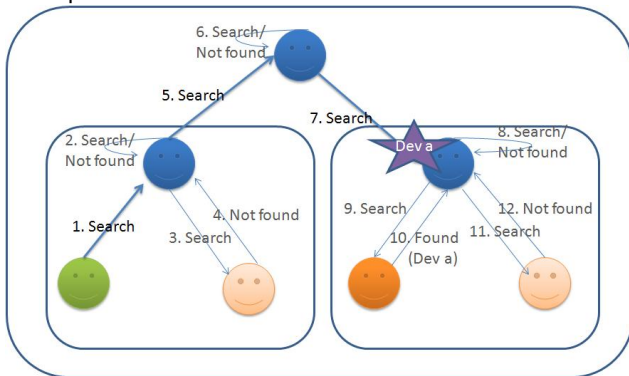 6. Search/
Not found
5. Search
7. Search
2. Search/
Not found
Dev a
8. Search/
Not found
1. Search
4. Not found
3. Search
9. Search
10. Found
(Dev a)
12. Not found
11. Search